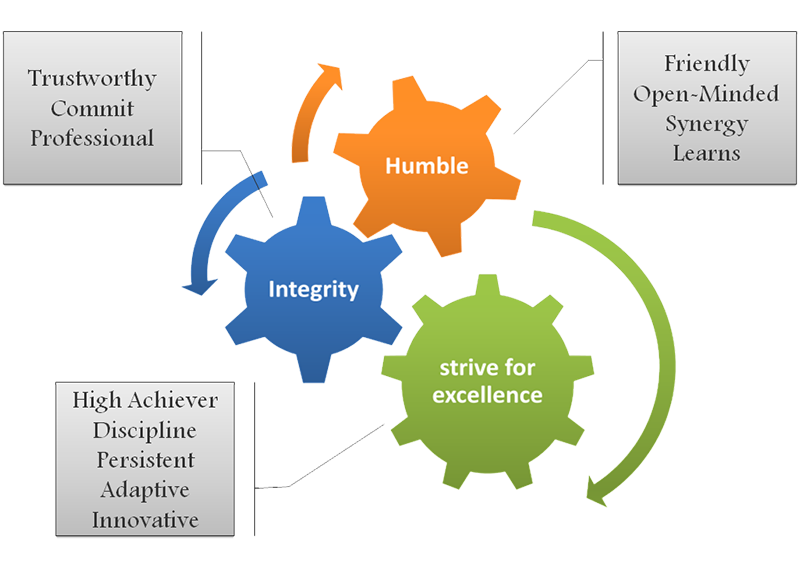 Trustworthy
Commit
Professional
Friendly
Open-Minded
Synergy
Learns
Humble
Integrity
strive for
excellence
High Achiever
Discipline
Persistent
Adaptive
Innovative